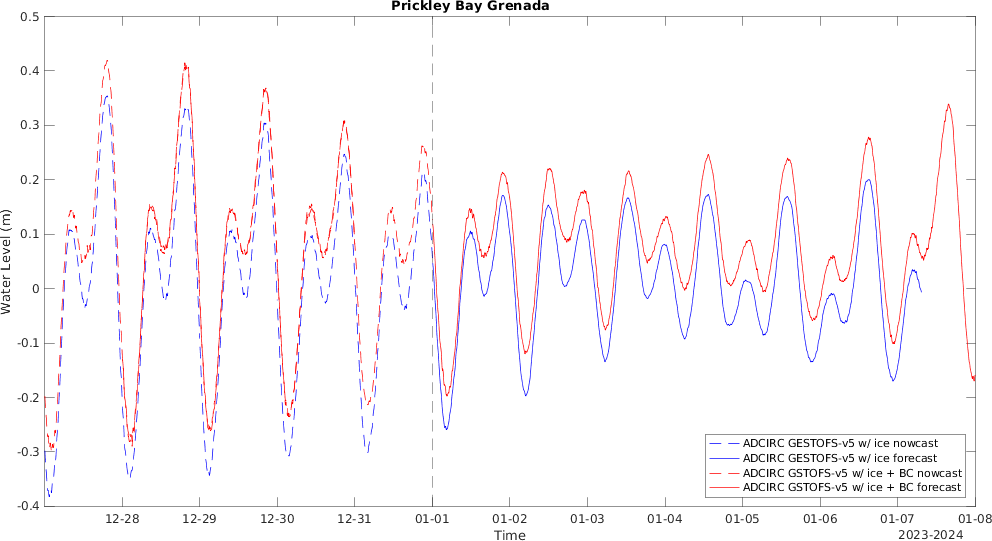 Prickley Bay Grenada
0.5
0.4
0.3
0.2
0.1
0
-0.1
-0.2
-0.3
-0.4
Water Level (m)
12-28 12-29 12-30 12-31 01-01 01-02 01-03 01-04 01-05 01-06 01-07 01-08
Time
2023-2024
ADCIRC GESTOFS-v5 w/ ice nowcast
ADCIRC GESTOFS-v5 w/ ice forecast
ADCIRC GSTOFS-v5 w/ ice + BC nowcast
ADCIRC GSTOFS-v5 w/ ice + BC forecast